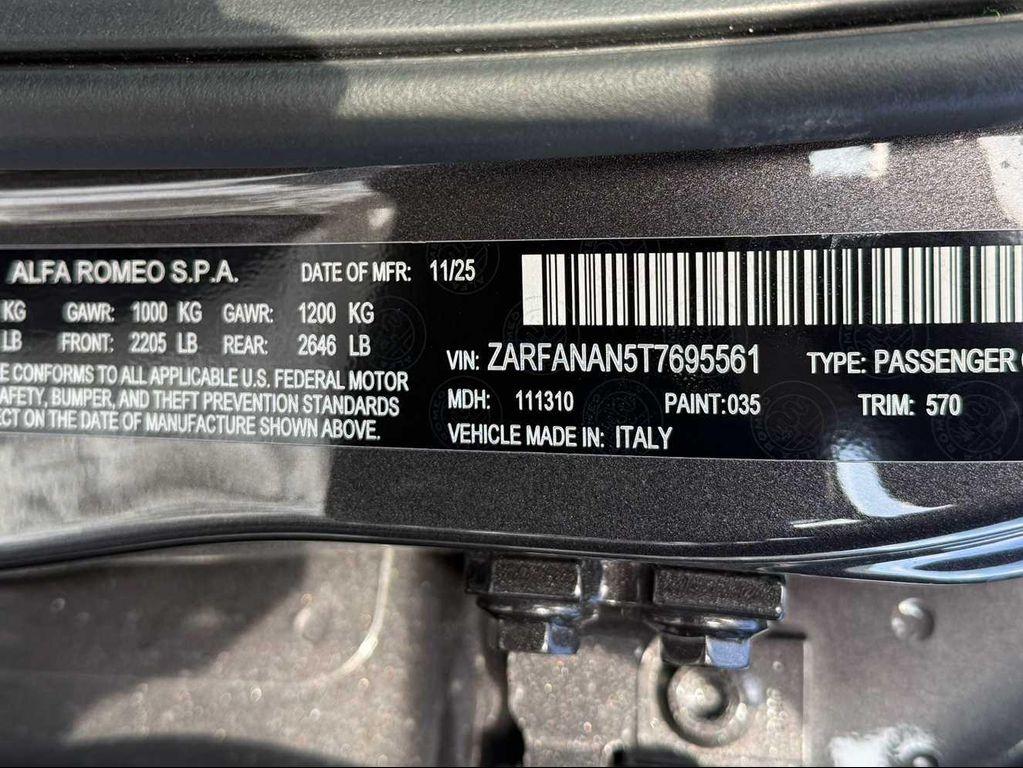 ALFA ROMEO S.P.A. DATE OF MFR: 11/25
KG GAWR: 1000 KG GAWR: 1200 KG
LB FRONT: 2205 LB REAR: 2646 LB
CONFORMS TO ALL APPLICABLE U.S. FEDERAL MOTOR
AFETY, BUMPER, AND THEFT PREVENTION STANDARDS
ECT ON THE DATE OF MANUFACTURE SHOWN ABOVE.
VIN: ZARFANAN5T7695561 TYPE: PASSENGER
MDH: 111310 PAINT:035 TRIM: 570
VEHICLE MADE IN: ITALY